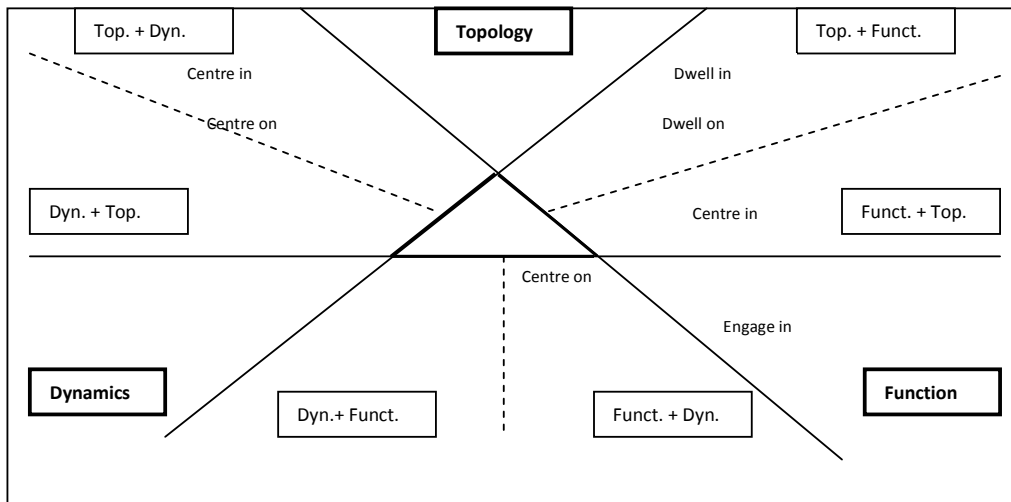 Top. + Dyn.
Topology
Top. + Funct.
Centre in
Dwell in
Centre on
Dwell on
Dyn. + Top.
Centre in
Funct. + Top.
Centre on
Engage in
Dynamics
Function
Dyn.+ Funct.
Funct. + Dyn.